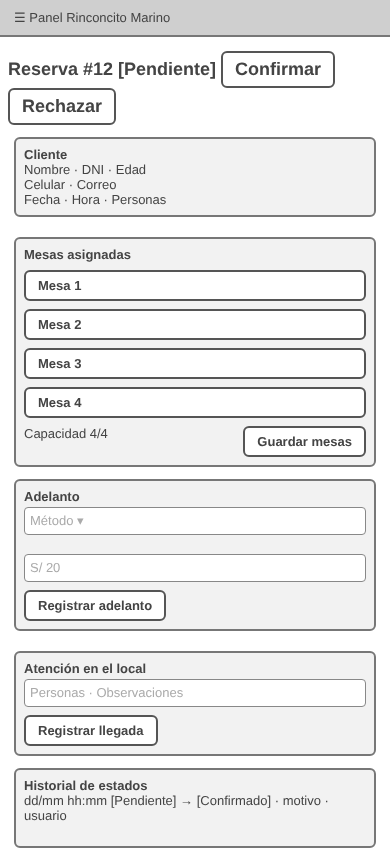 ☰ Panel Rinconcito Marino
Reserva #12 [Pendiente] Confirmar
Rechazar
Cliente
Nombre · DNI · Edad
Celular · Correo
Fecha · Hora · Personas
Mesas asignadas
Mesa 1
Mesa 2
Mesa 3
Mesa 4
Capacidad 4/4 Guardar mesas
Adelanto
Método ▾
S/ 20
Registrar adelanto
Atención en el local
Personas · Observaciones
Registrar llegada
Historial de estados
dd/mm hh:mm [Pendiente] → [Confirmado] · motivo ·
usuario